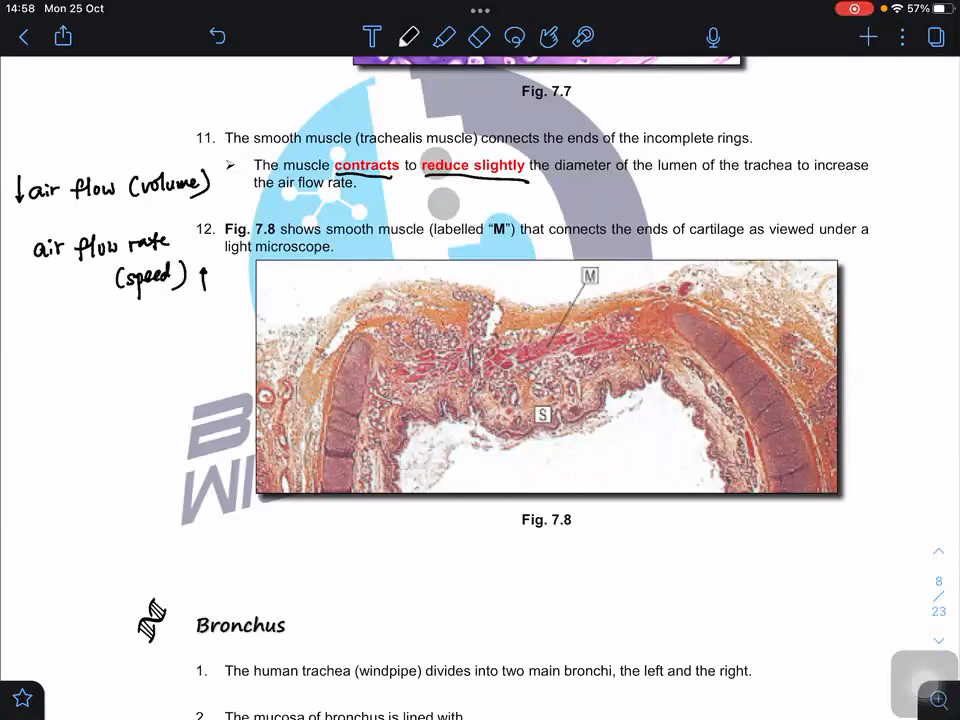 14:58 Mon 25 Oct
57%
Fig. 7.7
11. The smooth muscle (trachealis muscle) connects the ends of the incomplete rings.
The muscle contracts to reduce slightly the diameter of the lumen of the trachea to increase
the air flow rate.
↓ air flow (volume)
12. Fig. 7.8 shows smooth muscle (labelled “M”) that connects the ends of cartilage as viewed under a
light microscope.
air flow rate
(speed) ↑
M
S
Fig. 7.8
8
/
23
Bronchus
1. The human trachea (windpipe) divides into two main bronchi, the left and the right.
2. The mucosa of bronchus is lined with